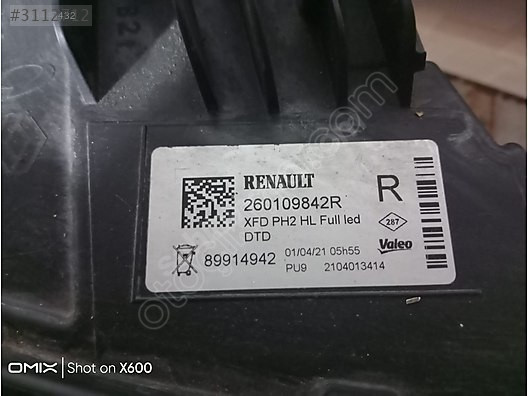 RENAULT
260109842R
XFD PH2 HL Full led
DTD
89914942
01/04/21 05h55
PU9 2104013414
R
287
Valeo
OMIX Shot on X600